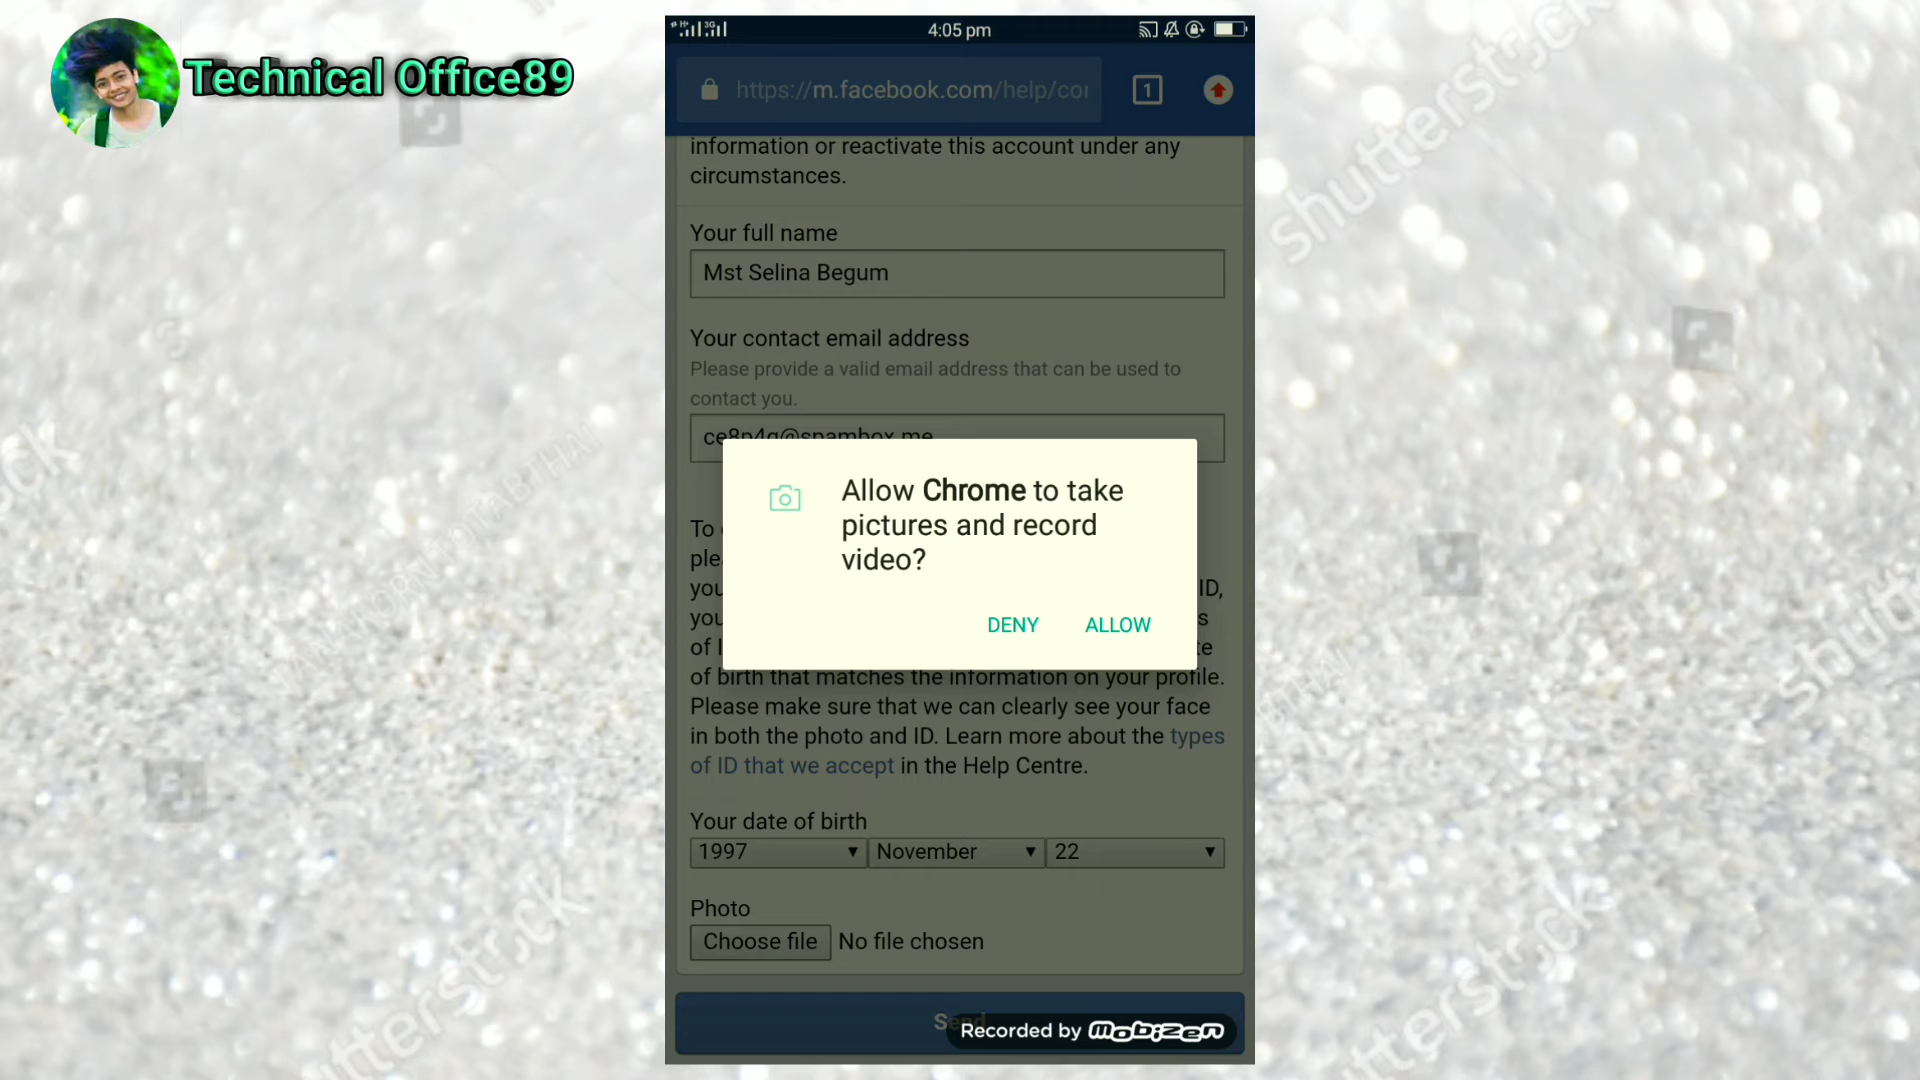 Technical Office89
3G
4:05 pm
https://m.facebook.com/help/cor
1
information or reactivate this account under any
circumstances.
Your full name
Mst Selina Begum
Your contact email address
Please provide a valid email address that can be used to
contact you.
ce8p4g@spambox.me
Allow Chrome to take
pictures and record
video?
DENY
ALLOW
To
ple
you
ID,
you
s
of I
te
of birth that matches the information on your profile.
Please make sure that we can clearly see your face
in both the photo and ID. Learn more about the types
of ID that we accept in the Help Centre.
Your date of birth
1997
November
22
Photo
Choose file
No file chosen
Send
Recorded by mobizen
shutterstock
shutterstock
shutterstock